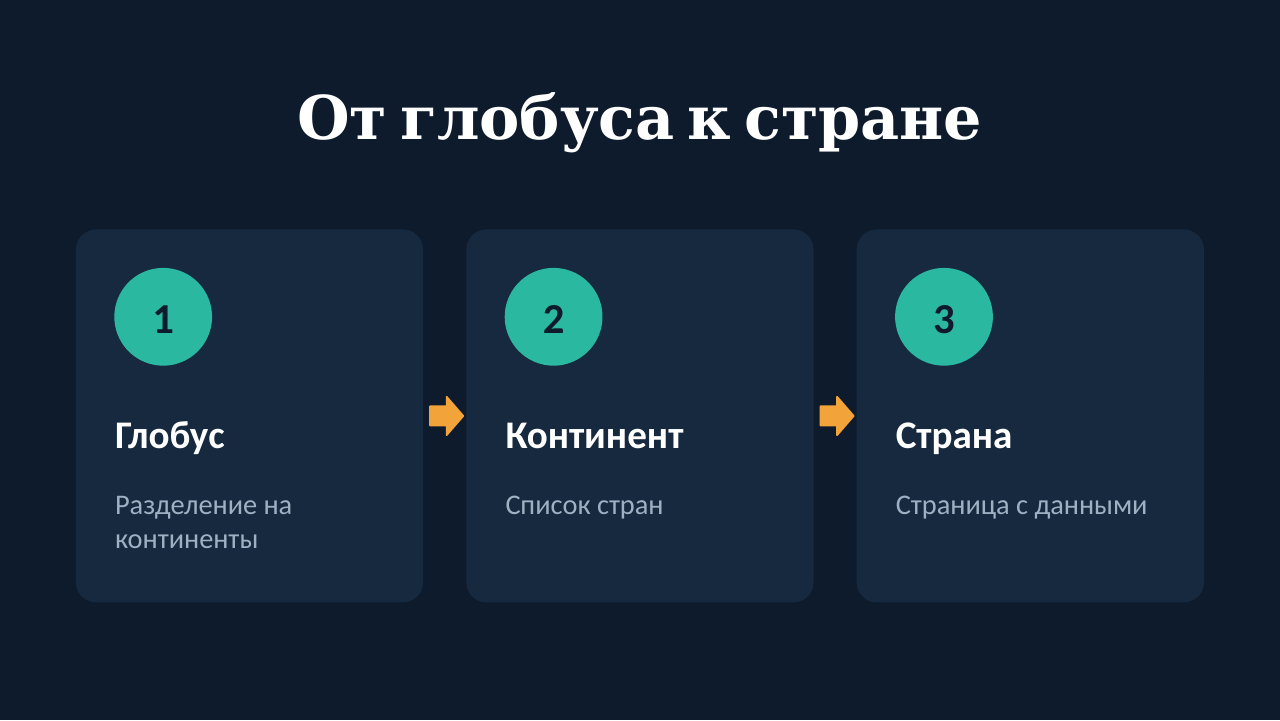 От глобуса к стране
1
Глобус
Разделение на
континенты
2
Континент
Список стран
3
Страна
Страница с данными